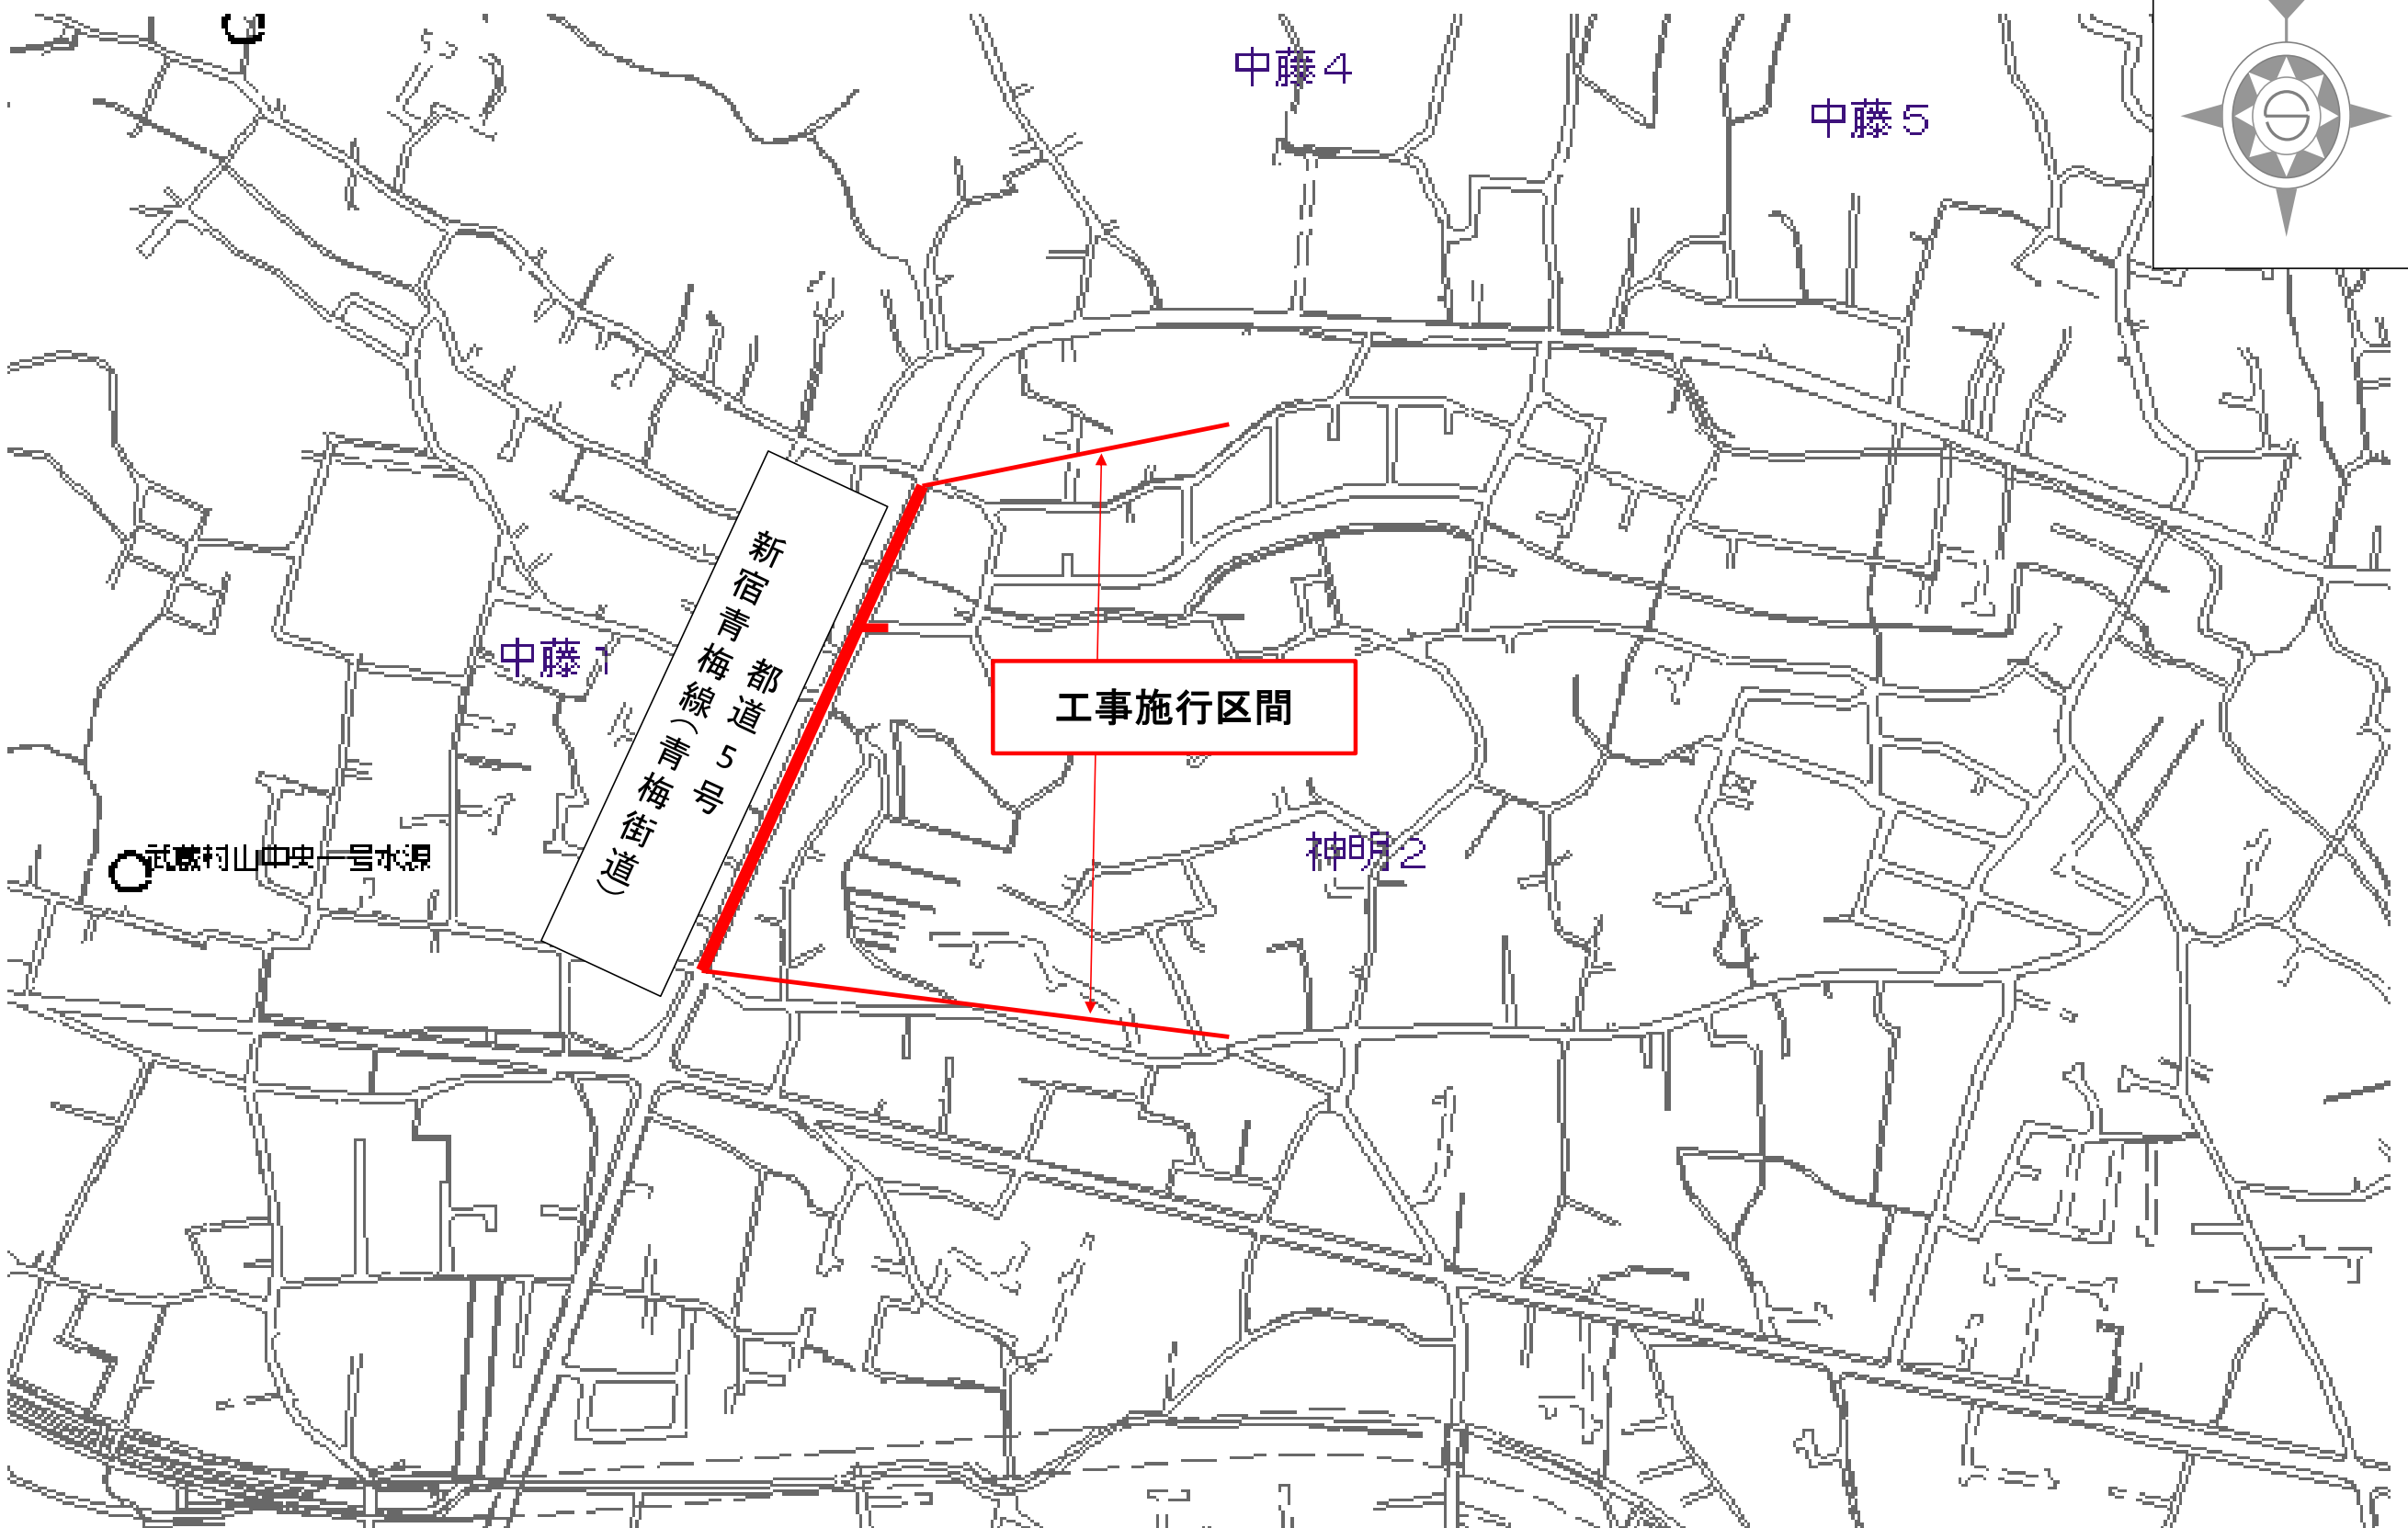 中藤4
中藤5
都道5号
新宿青梅線(青梅街道)
中藤1
工事施行区間
神明2
武蔵村山中央一号水源